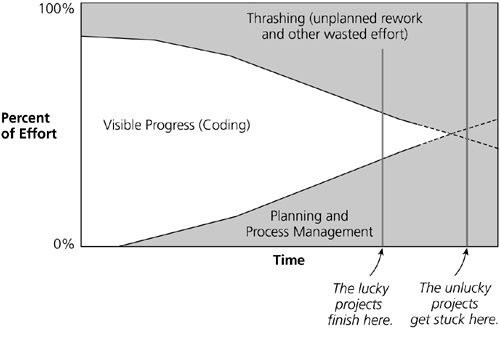 100%
Thrashing (unplanned rework
and other wasted effort)
Percent
of Effort
Visible Progress (Coding)
Planning and
Process Management
0%
Time
The lucky
projects
finish here.
The unlucky
projects
get stuck here.